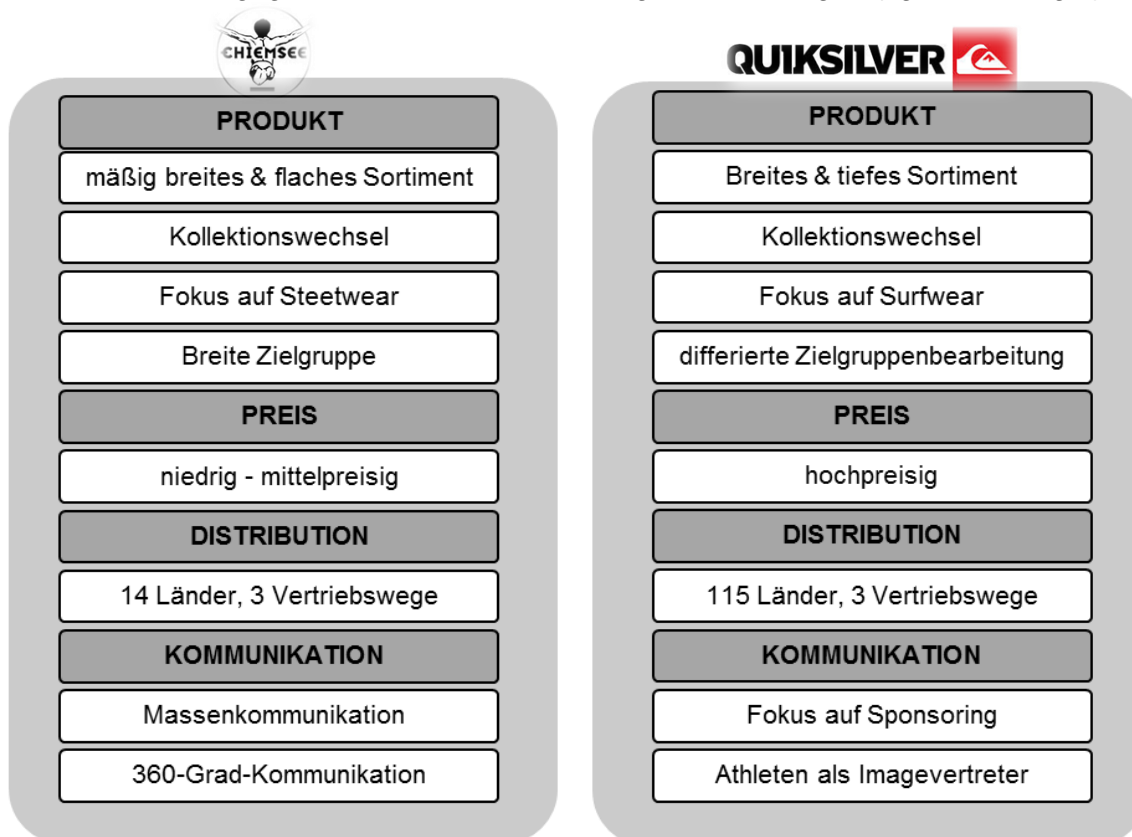 CHIEMSEE
PRODUKT
mäßig breites & flaches Sortiment
Kollektionswechsel
Fokus auf Steetwear
Breite Zielgruppe
PREIS
niedrig - mittelpreisig
DISTRIBUTION
14 Länder, 3 Vertriebswege
KOMMUNIKATION
Massenkommunikation
360-Grad-Kommunikation
QUIKSILVER
PRODUKT
Breites & tiefes Sortiment
Kollektionswechsel
Fokus auf Surfwear
differierte Zielgruppenbearbeitung
PREIS
hochpreisig
DISTRIBUTION
115 Länder, 3 Vertriebswege
KOMMUNIKATION
Fokus auf Sponsoring
Athleten als Imagevertreter